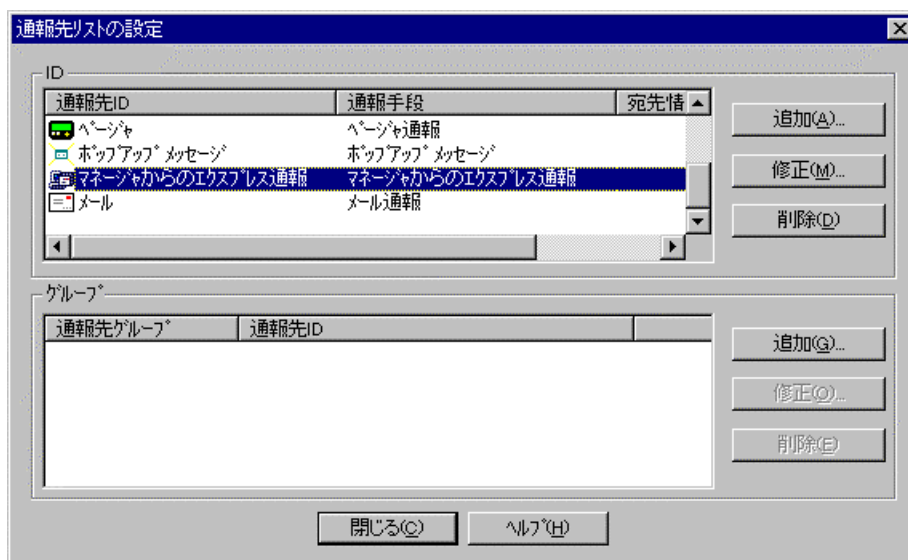 通報先リストの設定
ID
通報先ID 通報手段 宛先情
ﾍﾟｰｼﾞｬ ﾍﾟｰｼﾞｬ通報
ﾎﾟｯﾌﾟｱｯﾌﾟ ﾒｯｾｰｼﾞ ﾎﾟｯﾌﾟｱｯﾌﾟ ﾒｯｾｰｼﾞ
ﾏﾈｰｼﾞｬからのｴｸｽﾌﾟﾚｽ通報 ﾏﾈｰｼﾞｬからのｴｸｽﾌﾟﾚｽ通報
ﾒｰﾙ ﾒｰﾙ通報
追加(A)...
修正(M)...
削除(D)
ｸﾞﾙｰﾌﾟ
通報先ｸﾞﾙｰﾌﾟ 通報先ID
追加(G)...
修正(O)...
削除(E)
閉じる(C) ﾍﾙﾌﾟ(H)